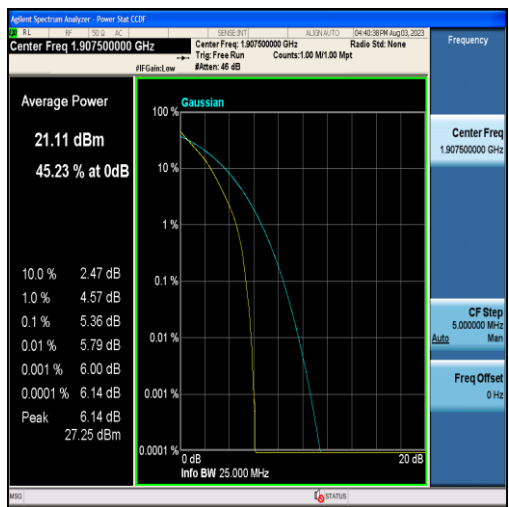 Agilent Spectrum Analyzer - Power Stat CCDF
RL RF 50 Ω AC SENSE:INT ALIGN AUTO 04:40:38PM Aug 03, 2023
Center Freq 1.907500000 GHz
Center Freq: 1.907500000 GHz Radio Std: None
Trig: Free Run Counts:1.00 M/1.00 Mpt
#IFGain:Low #Atten: 46 dB
Frequency
Average Power
21.11 dBm
45.23 % at 0dB
10.0 % 2.47 dB
1.0 % 4.57 dB
0.1 % 5.36 dB
0.01 % 5.79 dB
0.001 % 6.00 dB
0.0001 % 6.14 dB
Peak 6.14 dB
27.25 dBm
Gaussian
100 %
10 %
1 %
0.1 %
0.01 %
0.001 %
0.0001 %
0 dB 20 dB
Info BW 25.000 MHz
Center Freq
1.907500000 GHz
CF Step
5.000000 MHz
Auto Man
Freq Offset
0 Hz
MSG STATUS